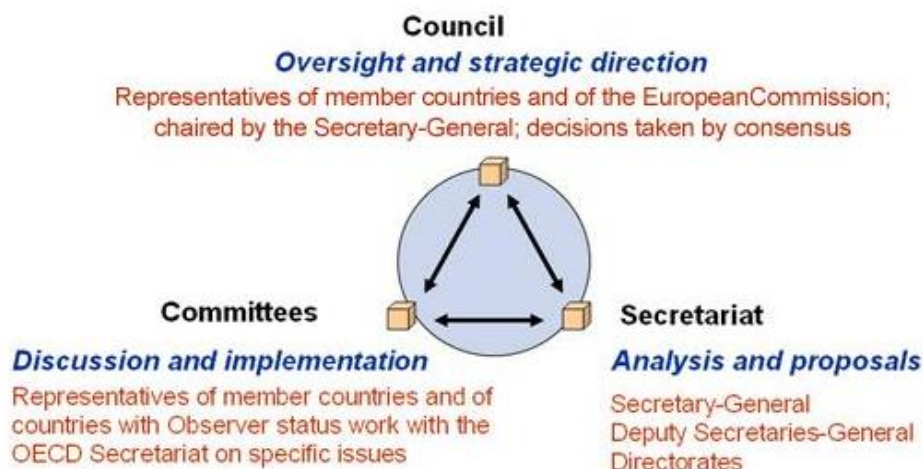 Council
Oversight and strategic direction
Representatives of member countries and of the EuropeanCommission;
chaired by the Secretary-General; decisions taken by consensus
Committees
Discussion and implementation
Representatives of member countries and of
countries with Observer status work with the
OECD Secretariat on specific issues
Secretariat
Analysis and proposals
Secretary-General
Deputy Secretaries-General
Directorates